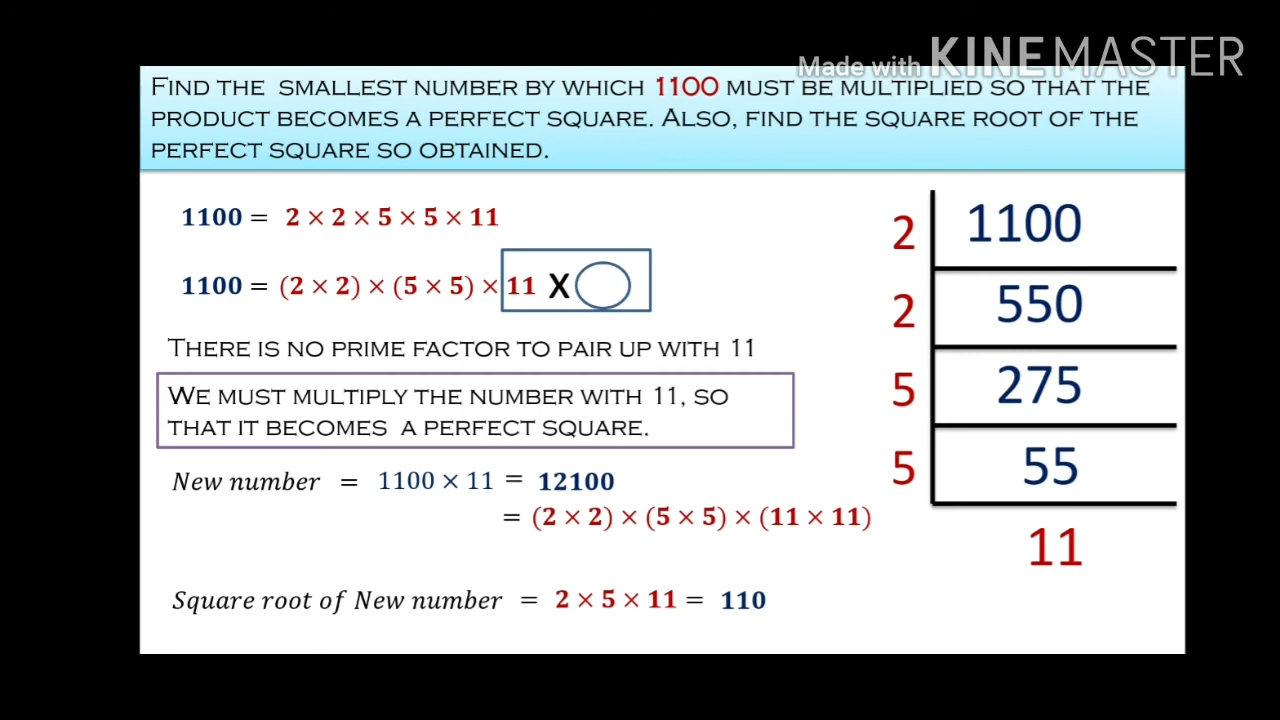 Made with KINEMASTER
FIND THE SMALLEST NUMBER BY WHICH 1100 MUST BE MULTIPLIED SO THAT THE
PRODUCT BECOMES A PERFECT SQUARE. ALSO, FIND THE SQUARE ROOT OF THE
PERFECT SQUARE SO OBTAINED.
1100 = 2 × 2 × 5 × 5 × 11
1100 = (2 × 2) × (5 × 5) × 11 X
THERE IS NO PRIME FACTOR TO PAIR UP WITH 11
WE MUST MULTIPLY THE NUMBER WITH 11, SO
THAT IT BECOMES A PERFECT SQUARE.
New number = 1100 × 11 = 12100
= (2 × 2) × (5 × 5) × (11 × 11)
Square root of New number = 2 × 5 × 11 = 110
2 1100
2 550
5 275
5 55
11